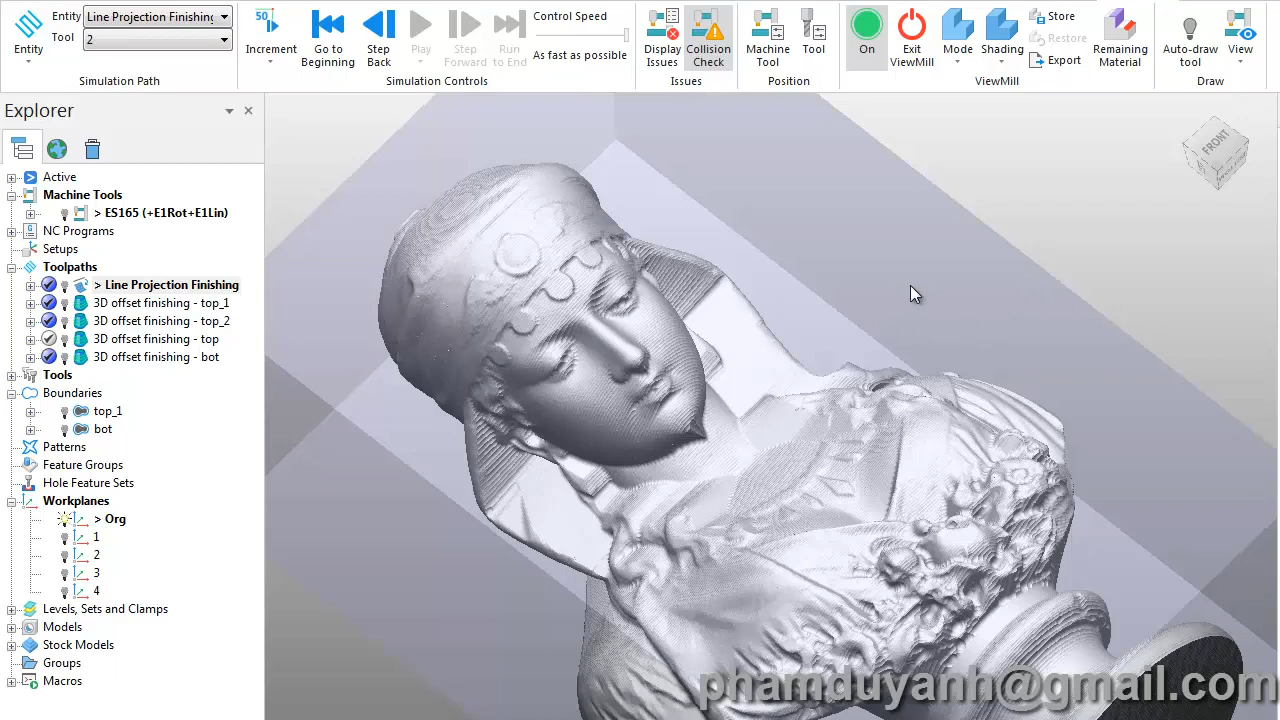 Entity
Line Projection Finishing
Tool
2
Entity
Simulation Path
50
Increment
Go to Beginning
Step Back
Play
Step Forward
Run to End
Control Speed
As fast as possible
Simulation Controls
Display Issues
Collision Check
Issues
Machine Tool
Tool
Position
On
Exit ViewMill
Mode
Shading
Store
Restore
Export
Remaining Material
ViewMill
Auto-draw tool
View
Draw
Explorer
Active
Machine Tools
> ES165 (+E1Rot+E1Lin)
NC Programs
Setups
Toolpaths
> Line Projection Finishing
3D offset finishing - top_1
3D offset finishing - top_2
3D offset finishing - top
3D offset finishing - bot
Tools
Boundaries
top_1
bot
Patterns
Feature Groups
Hole Feature Sets
Workplanes
> Org
1
2
3
4
Levels, Sets and Clamps
Models
Stock Models
Groups
Macros
FRONT
phamduyanh@gmail.com